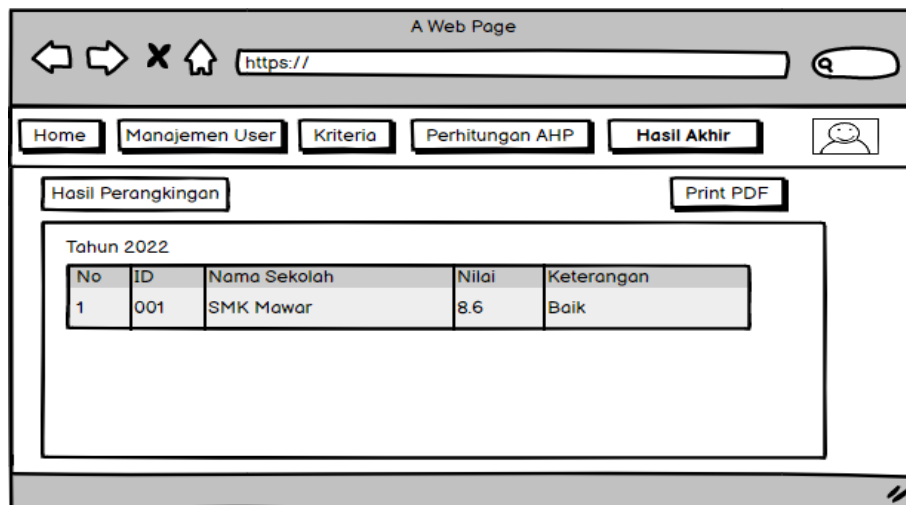 A Web Page
https://
Home Manajemen User Kriteria Perhitungan AHP Hasil Akhir
Hasil Perangkingan Print PDF
Tahun 2022
No ID Nama Sekolah Nilai Keterangan
1 001 SMK Mawar 8.6 Baik